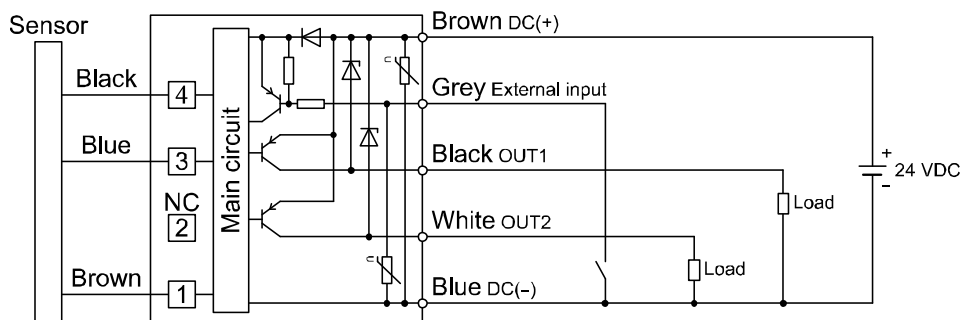 Sensor
Brown DC(+)
Black
4
Grey External input
Blue
3
Main circuit
Black OUT1
+
24 VDC
−
NC
2
Load
White OUT2
Load
Brown
1
Blue DC(−)